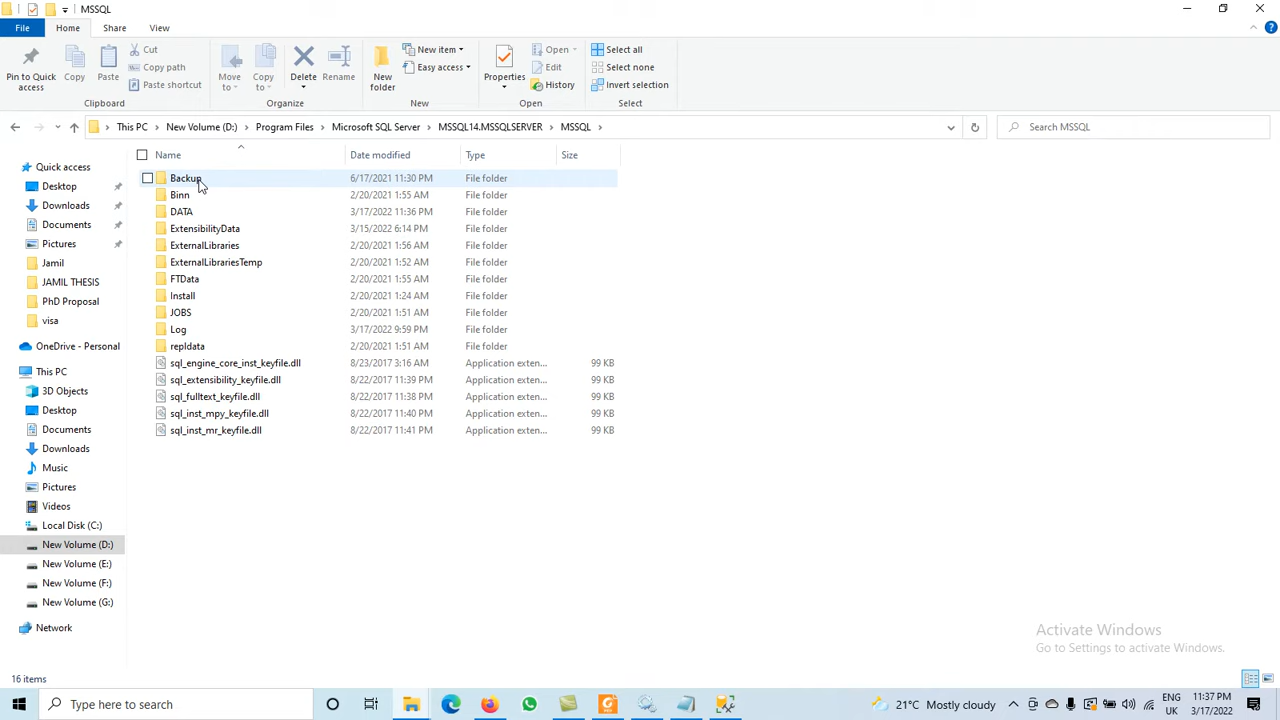 MSSQL
File Home Share View
Pin to Quick access
Copy
Paste
Cut
Copy path
Paste shortcut
Clipboard
Move to
Copy to
Delete
Rename
Organize
New folder
New item
Easy access
New
Properties
Open
Edit
History
Open
Select all
Select none
Invert selection
Select
This PC > New Volume (D:) > Program Files > Microsoft SQL Server > MSSQL14.MSSQLSERVER > MSSQL >
Search MSSQL
Name Date modified Type Size
Backup 6/17/2021 11:30 PM File folder
Binn 2/20/2021 1:55 AM File folder
DATA 3/17/2022 11:36 PM File folder
ExtensibilityData 3/15/2022 6:14 PM File folder
ExternalLibraries 2/20/2021 1:56 AM File folder
ExternalLibrariesTemp 2/20/2021 1:52 AM File folder
FTData 2/20/2021 1:55 AM File folder
Install 2/20/2021 1:24 AM File folder
JOBS 2/20/2021 1:51 AM File folder
Log 3/17/2022 9:59 PM File folder
repldata 2/20/2021 1:51 AM File folder
sql_engine_core_inst_keyfile.dll 8/23/2017 3:16 AM Application exten... 99 KB
sql_extensibility_keyfile.dll 8/22/2017 11:39 PM Application exten... 99 KB
sql_fulltext_keyfile.dll 8/22/2017 11:38 PM Application exten... 99 KB
sql_inst_mpy_keyfile.dll 8/22/2017 11:40 PM Application exten... 99 KB
sql_inst_mr_keyfile.dll 8/22/2017 11:41 PM Application exten... 99 KB
Quick access
Desktop
Downloads
Documents
Pictures
Jamil
JAMIL THESIS
PhD Proposal
visa
OneDrive - Personal
This PC
3D Objects
Desktop
Documents
Downloads
Music
Pictures
Videos
Local Disk (C:)
New Volume (D:)
New Volume (E:)
New Volume (F:)
New Volume (G:)
Network
Activate Windows
Go to Settings to activate Windows.
16 items
Type here to search
21°C Mostly cloudy
ENG
UK
11:37 PM
3/17/2022